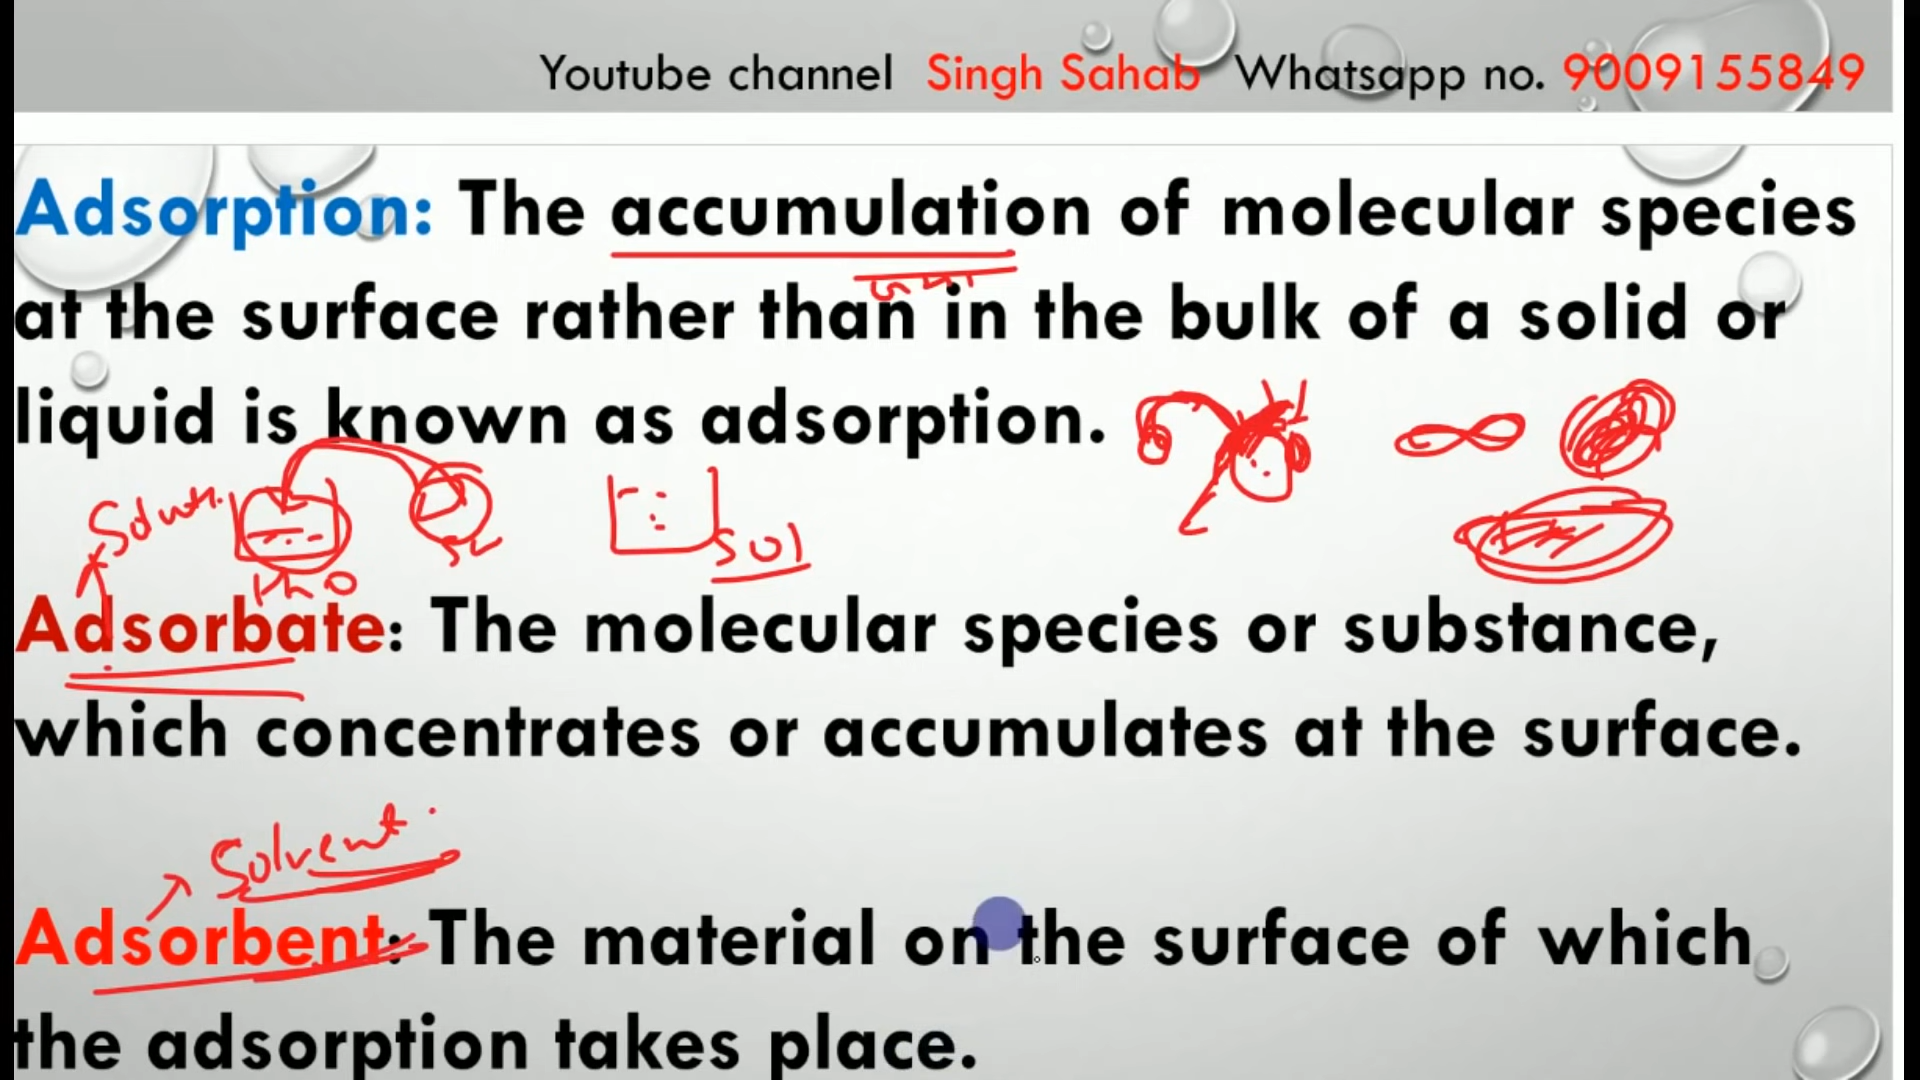 Youtube channel Singh Sahab Whatsapp no. 9009155849
Adsorption: The accumulation of molecular species
at the surface rather than in the bulk of a solid or
liquid is known as adsorption.
Sol
Adsorbate: The molecular species or substance,
which concentrates or accumulates at the surface.
Solvent
Adsorbent: The material on the surface of which
the adsorption takes place.